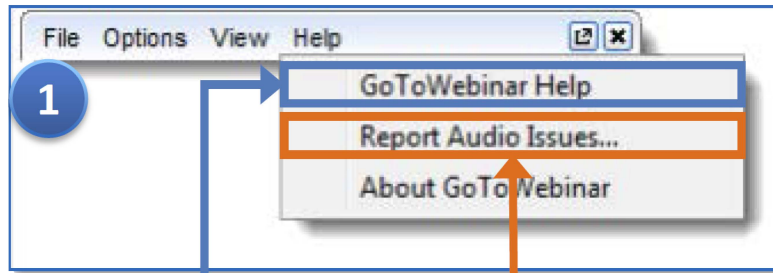 File Options View Help
1
GoToWebinar Help
Report Audio Issues...
About GoToWebinar